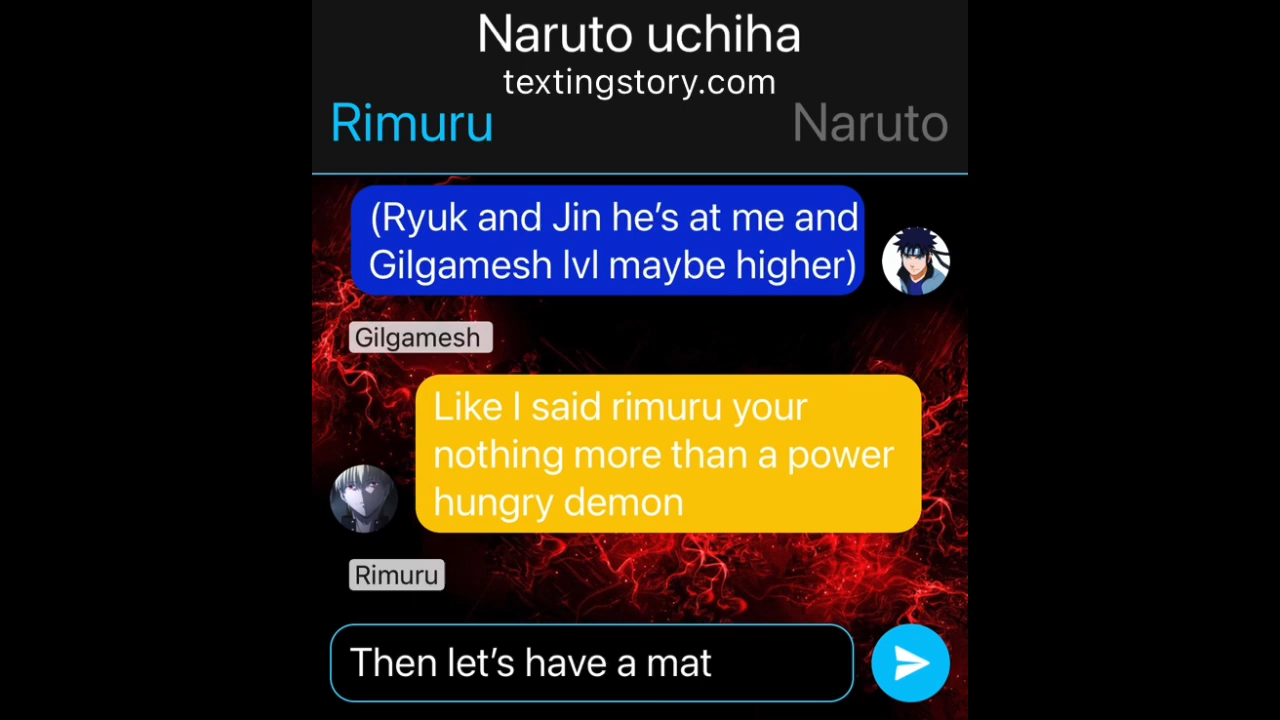 Naruto uchiha
textingstory.com
Rimuru Naruto
(Ryuk and Jin he’s at me and
Gilgamesh lvl maybe higher)
Gilgamesh
Like I said rimuru your
nothing more than a power
hungry demon
Rimuru
Then let’s have a mat